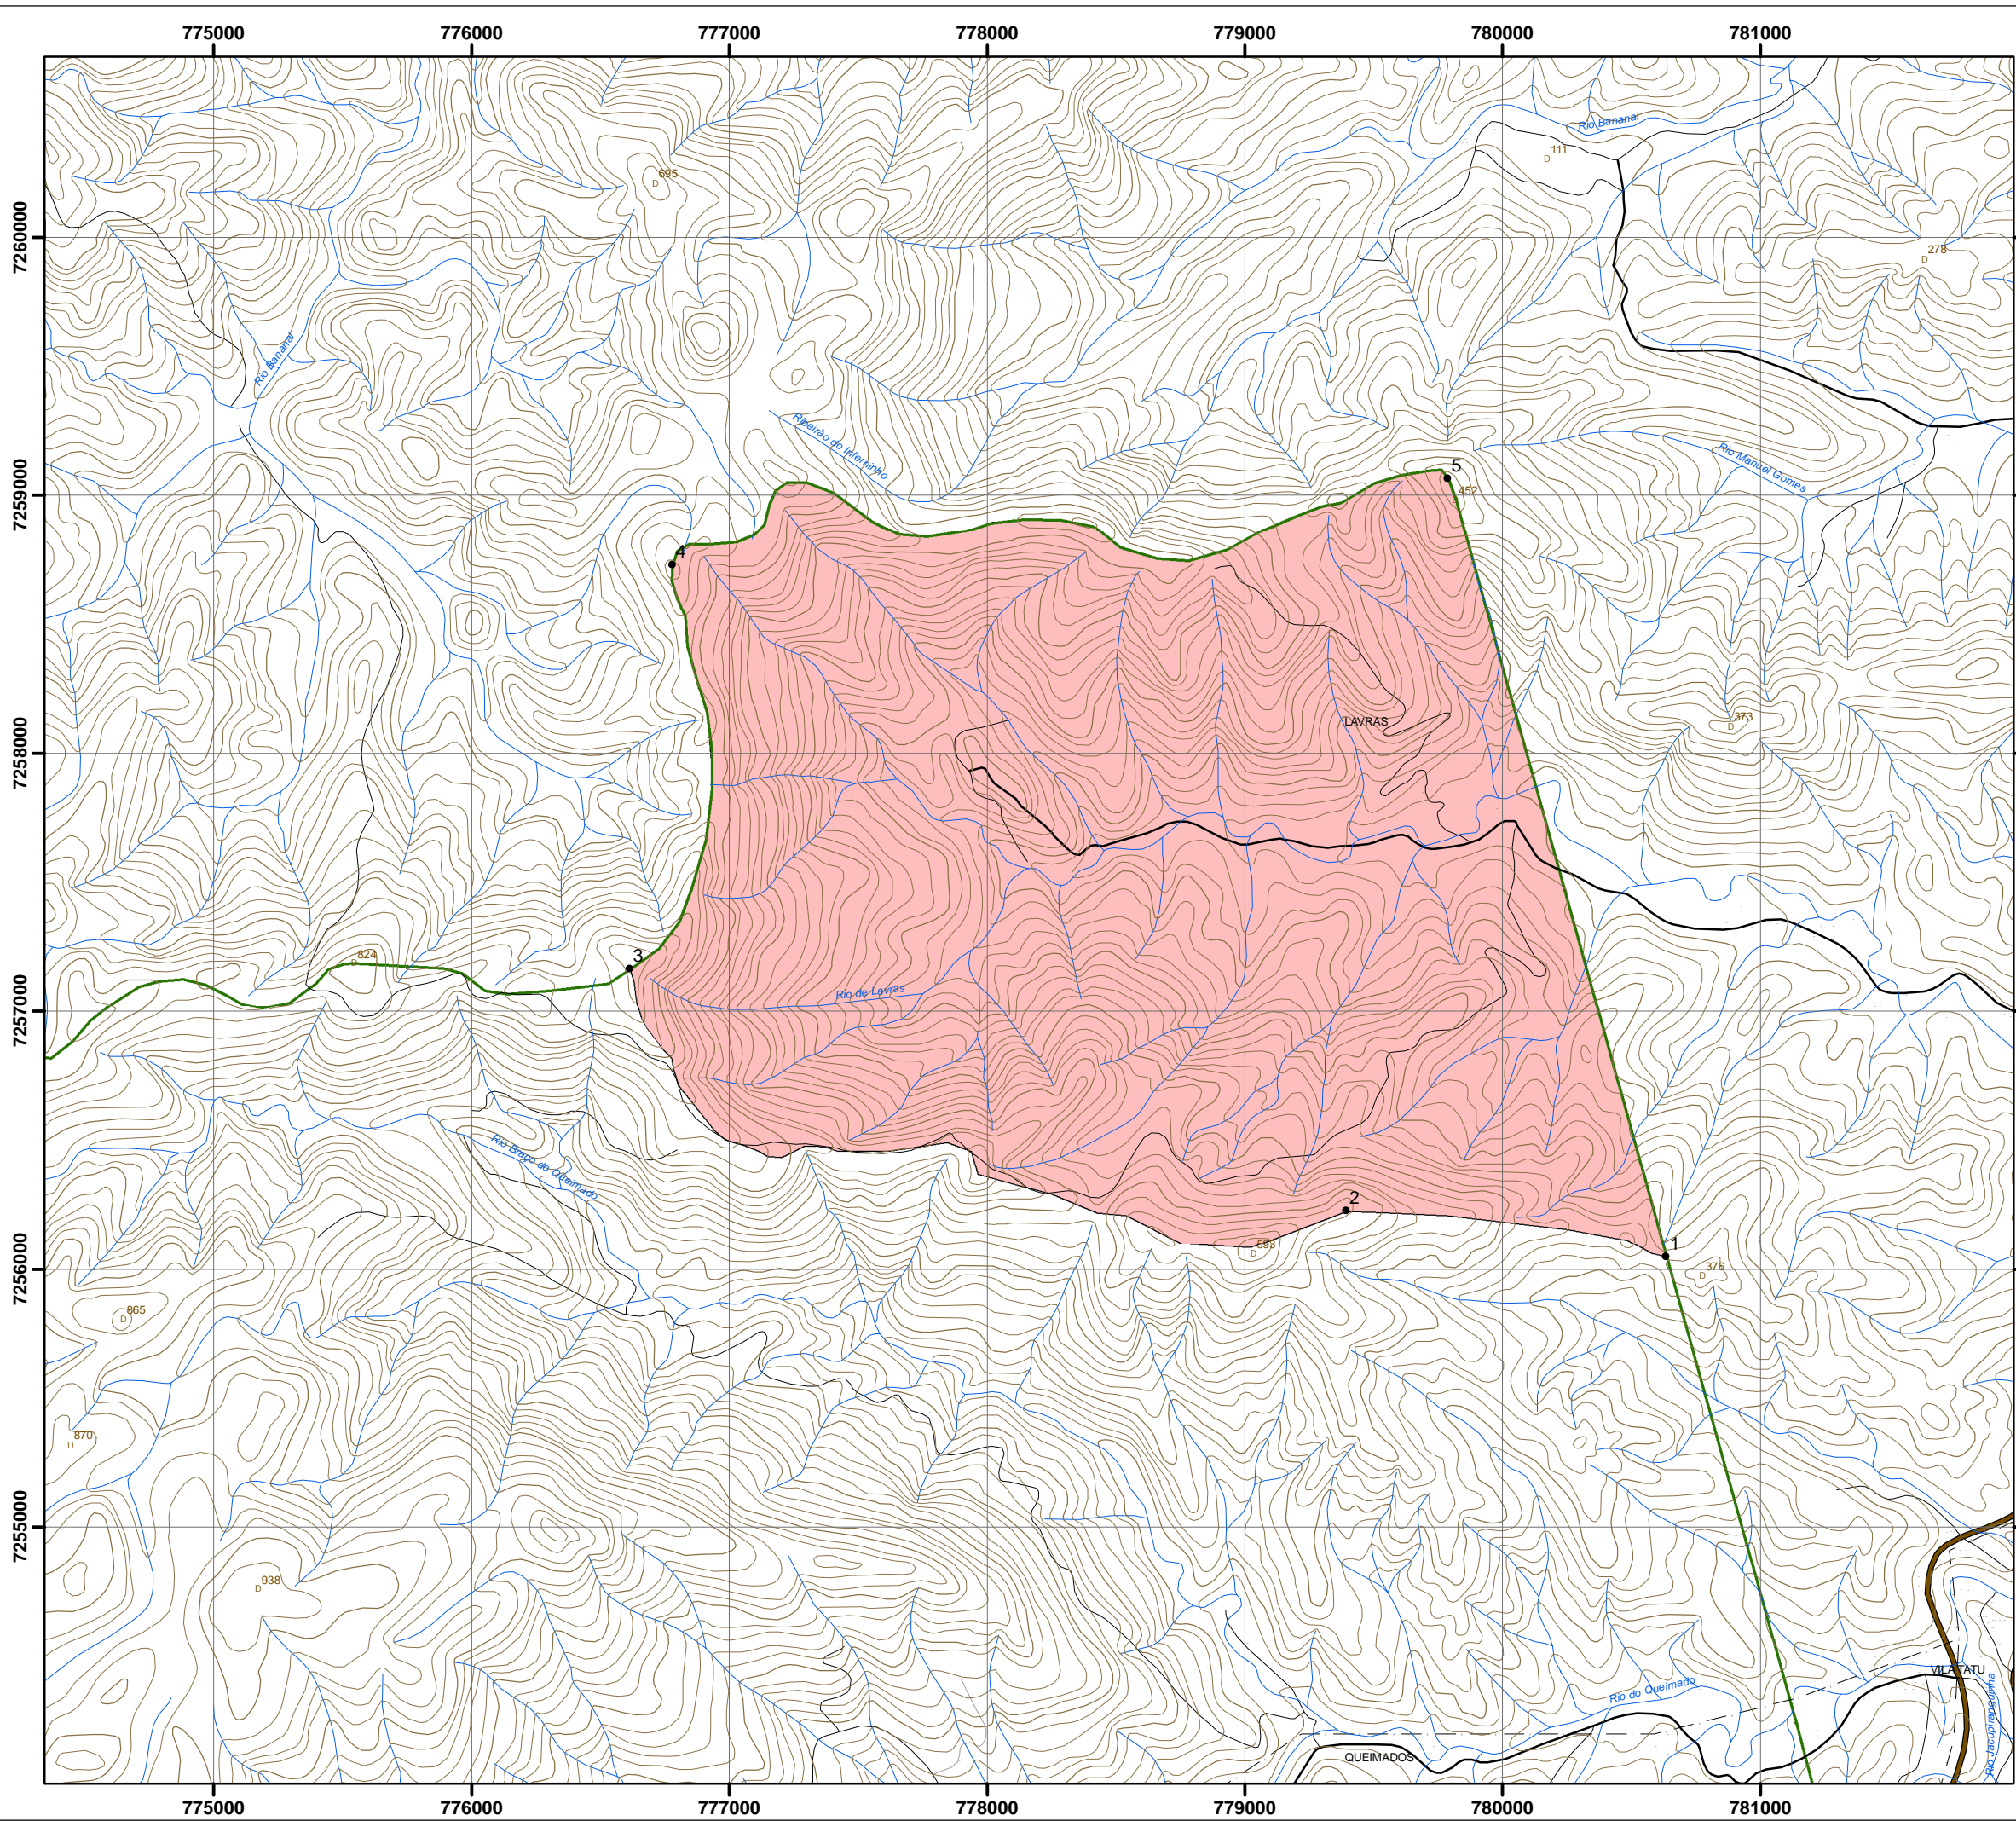 775000 776000 777000 778000 779000 780000 781000
Rio Bananal
D 111
D 695
7260000
D 278
Rio Bananal
Ribeirão do Inferninho
Rio Manuel Gomes
5
D 452
7259000
4
LAVRAS
D 373
7258000
D 824
3
Rio de Lavras
7257000
Rio Braço do Queimado
2
1
D 593
D 376
7256000
D 865
D 870
7255000
D 938
VILA TATU
Rio do Queimado
Rio Jacupiranguinha
QUEIMADOS
775000 776000 777000 778000 779000 780000 781000